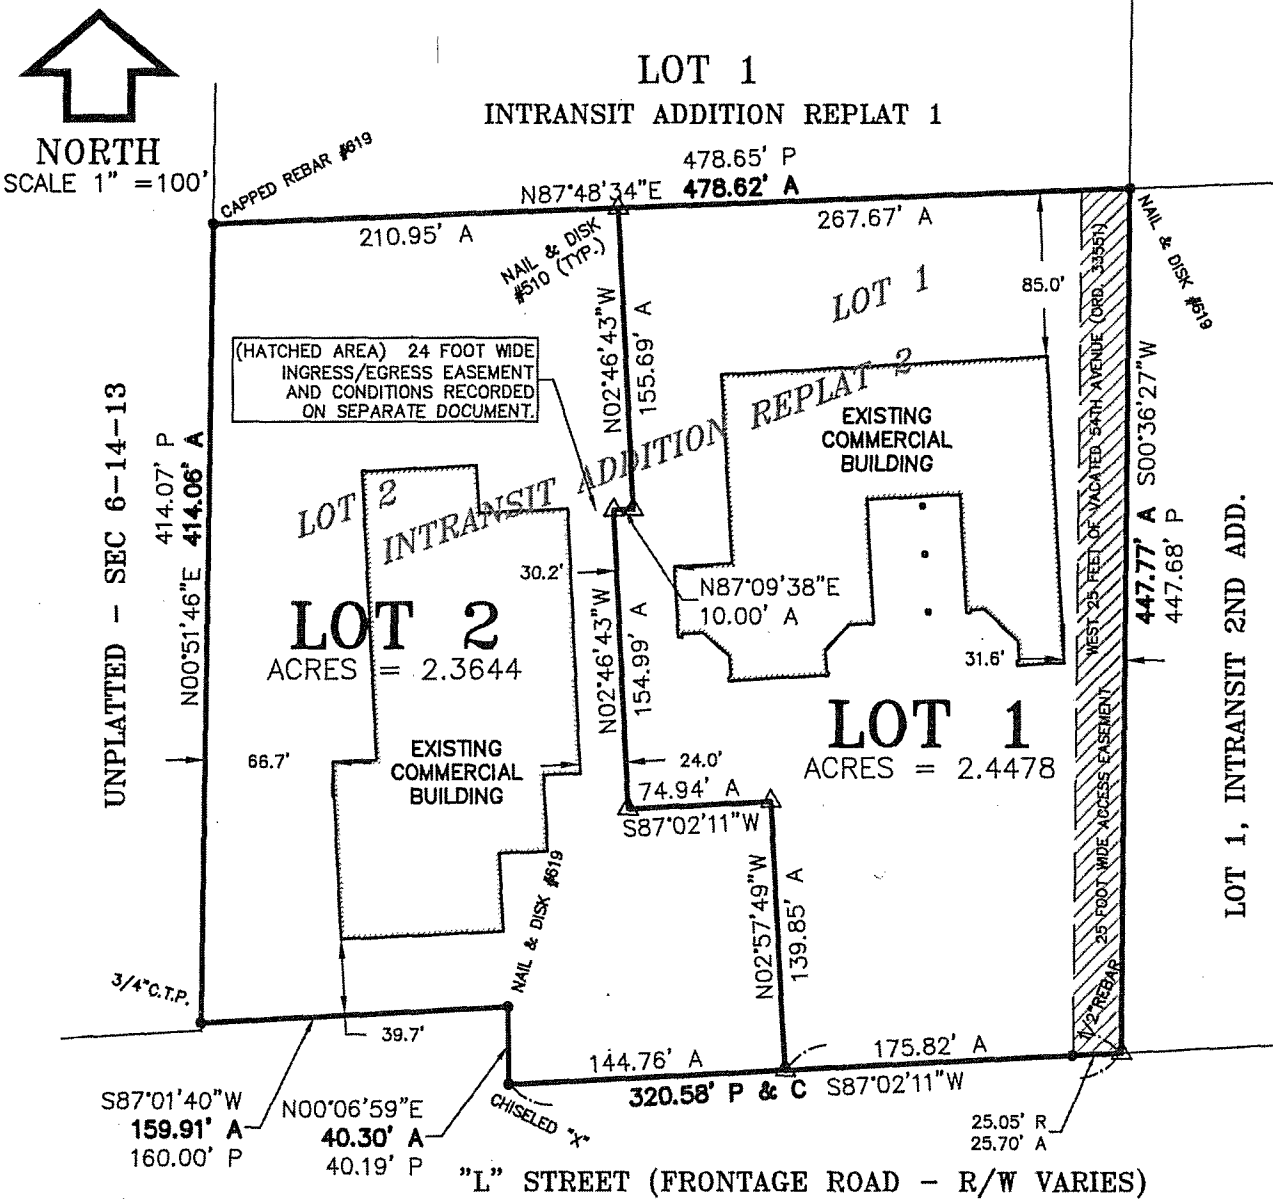 LOT 1
INTRANSIT ADDITION REPLAT 1
NORTH
SCALE 1" =100'
CAPPED REBAR #619
478.65' P
N87°48'34"E 478.62' A
210.95' A
267.67' A
NAIL & DISK
#510 (TYP.)
NAIL & DISK #619
85.0'
LOT 1
N02°46'43"W
155.69' A
(HATCHED AREA) 24 FOOT WIDE
INGRESS/EGRESS EASEMENT
AND CONDITIONS RECORDED
ON SEPARATE DOCUMENT.
LOT 2
INTRANSIT ADDITION REPLAT 2
EXISTING
COMMERCIAL
BUILDING
WEST 25 FEET OF VACATED 54TH AVENUE (ORD. 33551)
25 FOOT WIDE ACCESS EASEMENT
447.77' A S00°36'27"W
447.68' P
LOT 1, INTRANSIT 2ND ADD.
UNPLATTED - SEC 6-14-13
414.07' P
N00°51'46"E 414.06' A
30.2'
N87°09'38"E
10.00' A
LOT 2
ACRES = 2.3644
N02°46'43"W
154.99' A
31.6'
LOT 1
ACRES = 2.4478
66.7'
EXISTING
COMMERCIAL
BUILDING
24.0'
74.94' A
S87°02'11"W
N02°57'49"W
139.85' A
NAIL & DISK #619
3/4"C.T.P.
39.7'
1/2"REBAR
144.76' A
175.82' A
320.58' P & C S87°02'11"W
S87°01'40"W
159.91' A
160.00' P
N00°06'59"E
40.30' A
40.19' P
CHISELED "X"
25.05' R
25.70' A
"L" STREET (FRONTAGE ROAD - R/W VARIES)